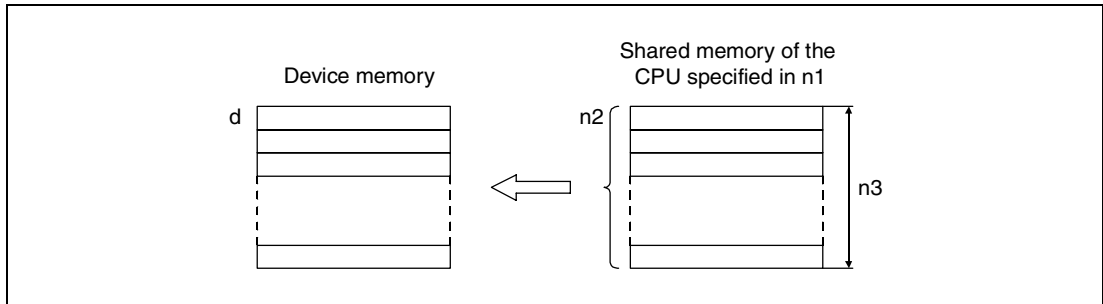 Device memory
Shared memory of the
CPU specified in n1
d
n2
n3